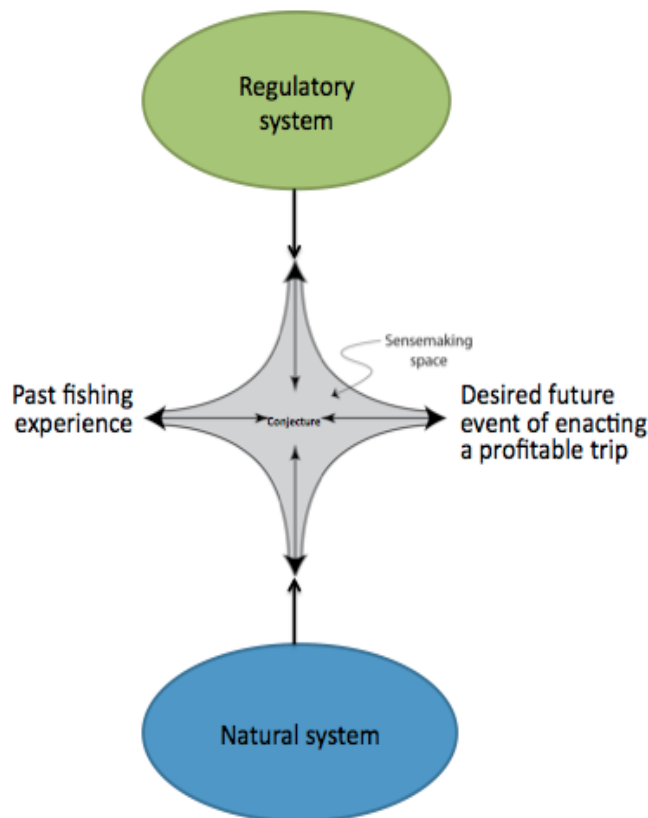 Regulatory
system
Sensemaking
space
Past fishing
experience
Conjecture
Desired future
event of enacting
a profitable trip
Natural system